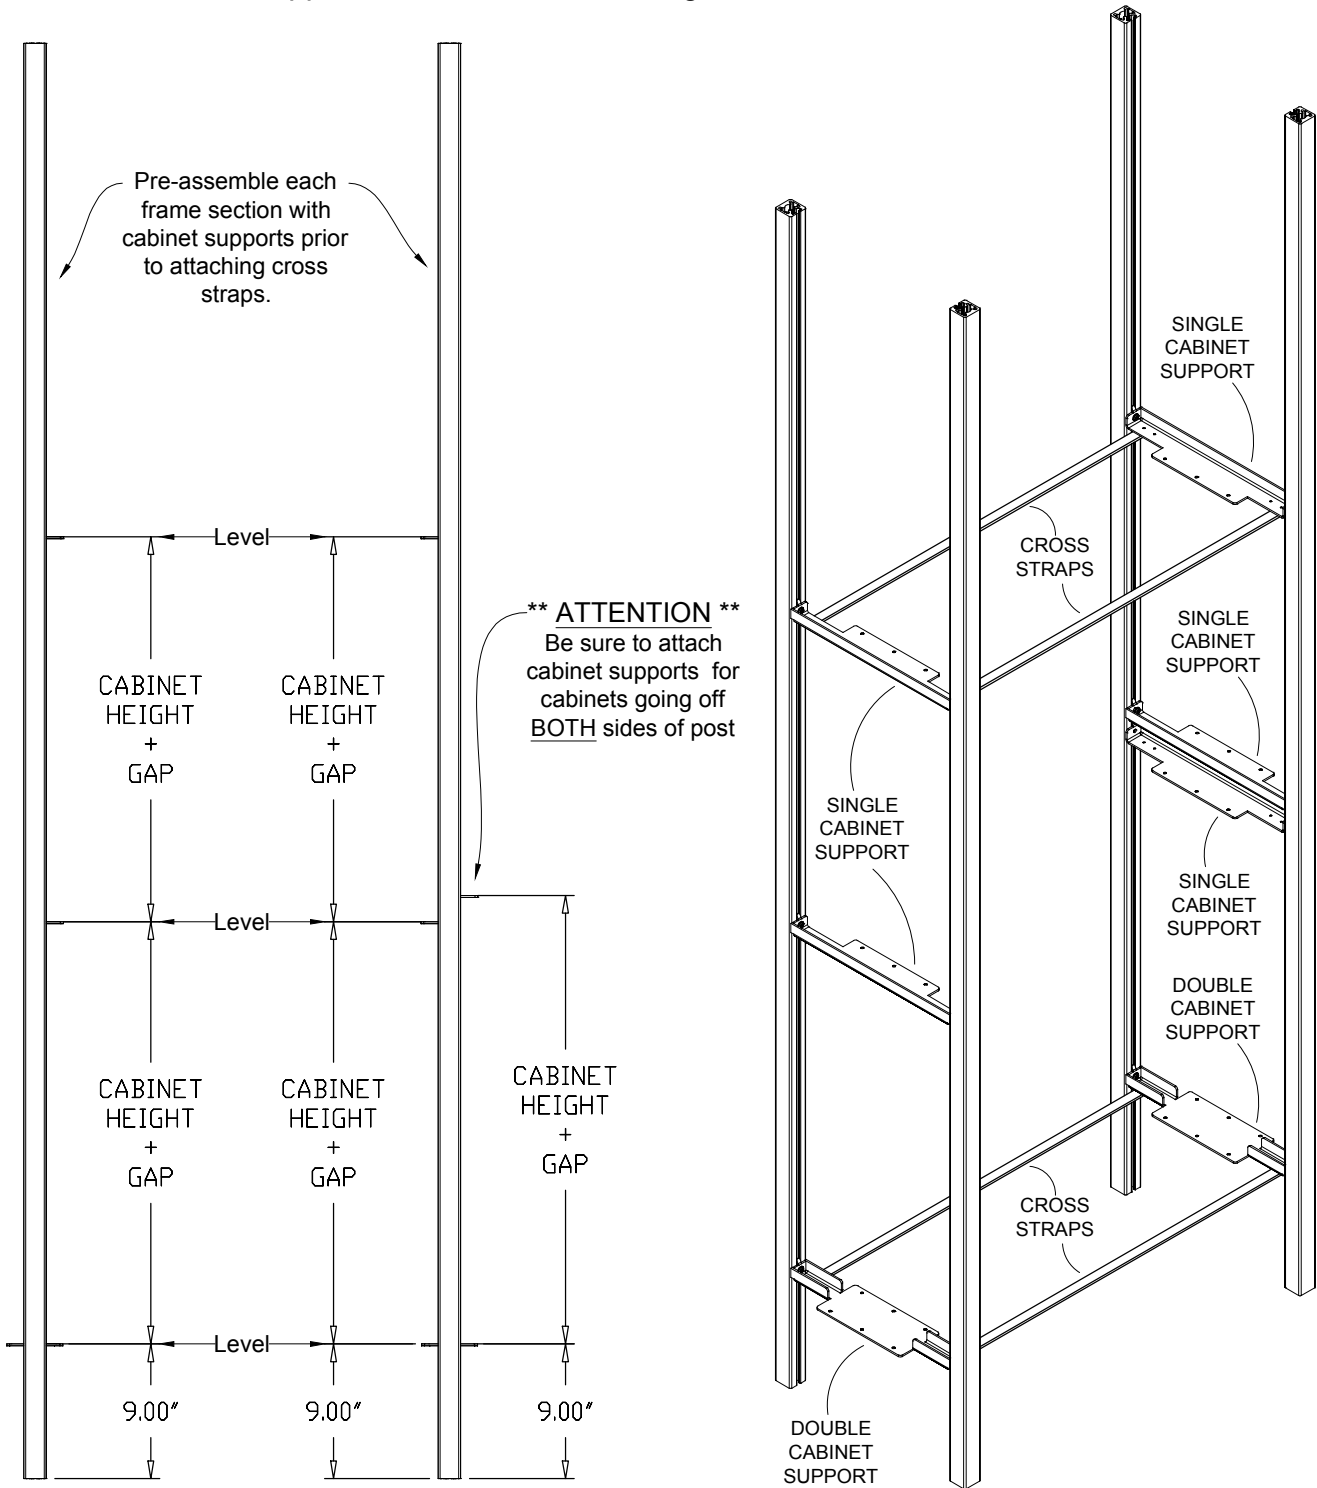 Pre-assemble each
frame section with
cabinet supports prior
to attaching cross
straps.
Level
CABINET
HEIGHT
+
GAP
CABINET
HEIGHT
+
GAP
Level
CABINET
HEIGHT
+
GAP
CABINET
HEIGHT
+
GAP
Level
9.00"
9.00"
** ATTENTION **
Be sure to attach
cabinet supports for
cabinets going off
BOTH sides of post
CABINET
HEIGHT
+
GAP
9.00"
SINGLE
CABINET
SUPPORT
CROSS
STRAPS
SINGLE
CABINET
SUPPORT
SINGLE
CABINET
SUPPORT
SINGLE
CABINET
SUPPORT
DOUBLE
CABINET
SUPPORT
CROSS
STRAPS
DOUBLE
CABINET
SUPPORT